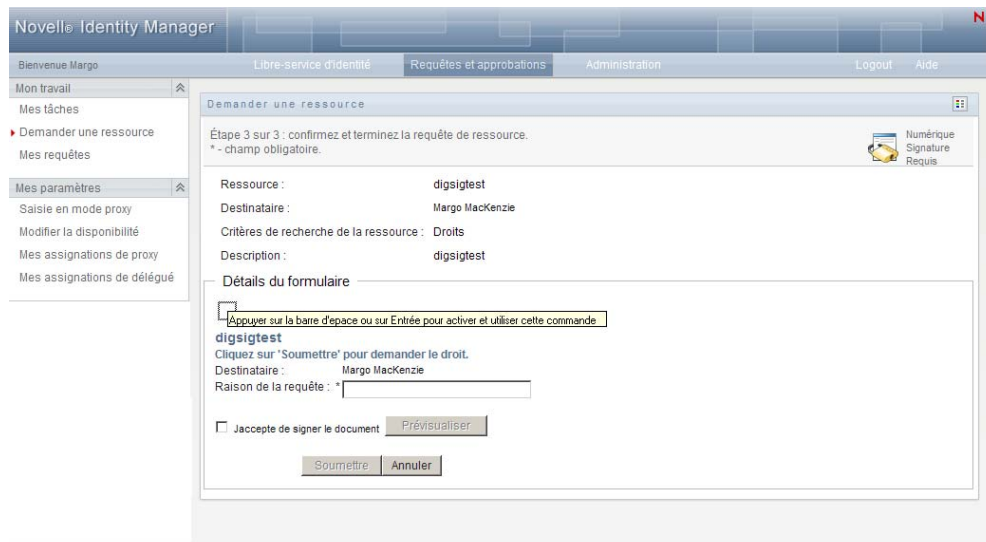 Novell® Identity Manager
N
Bienvenue Margo
Libre-service d'identité
Requêtes et approbations
Administration
Logout
Aide
Mon travail
Mes tâches
Demander une ressource
Mes requêtes
Mes paramètres
Saisie en mode proxy
Modifier la disponibilité
Mes assignations de proxy
Mes assignations de délégué
Demander une ressource
Étape 3 sur 3 : confirmez et terminez la requête de ressource.
* - champ obligatoire.
Numérique
Signature
Requis
Ressource : digsigtest
Destinataire : Margo MacKenzie
Critères de recherche de la ressource : Droits
Description : digsigtest
Détails du formulaire
Appuyer sur la barre d'epace ou sur Entrée pour activer et utiliser cette commande
digsigtest
Cliquez sur 'Soumettre' pour demander le droit.
Destinataire : Margo MacKenzie
Raison de la requête : *
Jaccepte de signer le document
Prévisualiser
Soumettre
Annuler